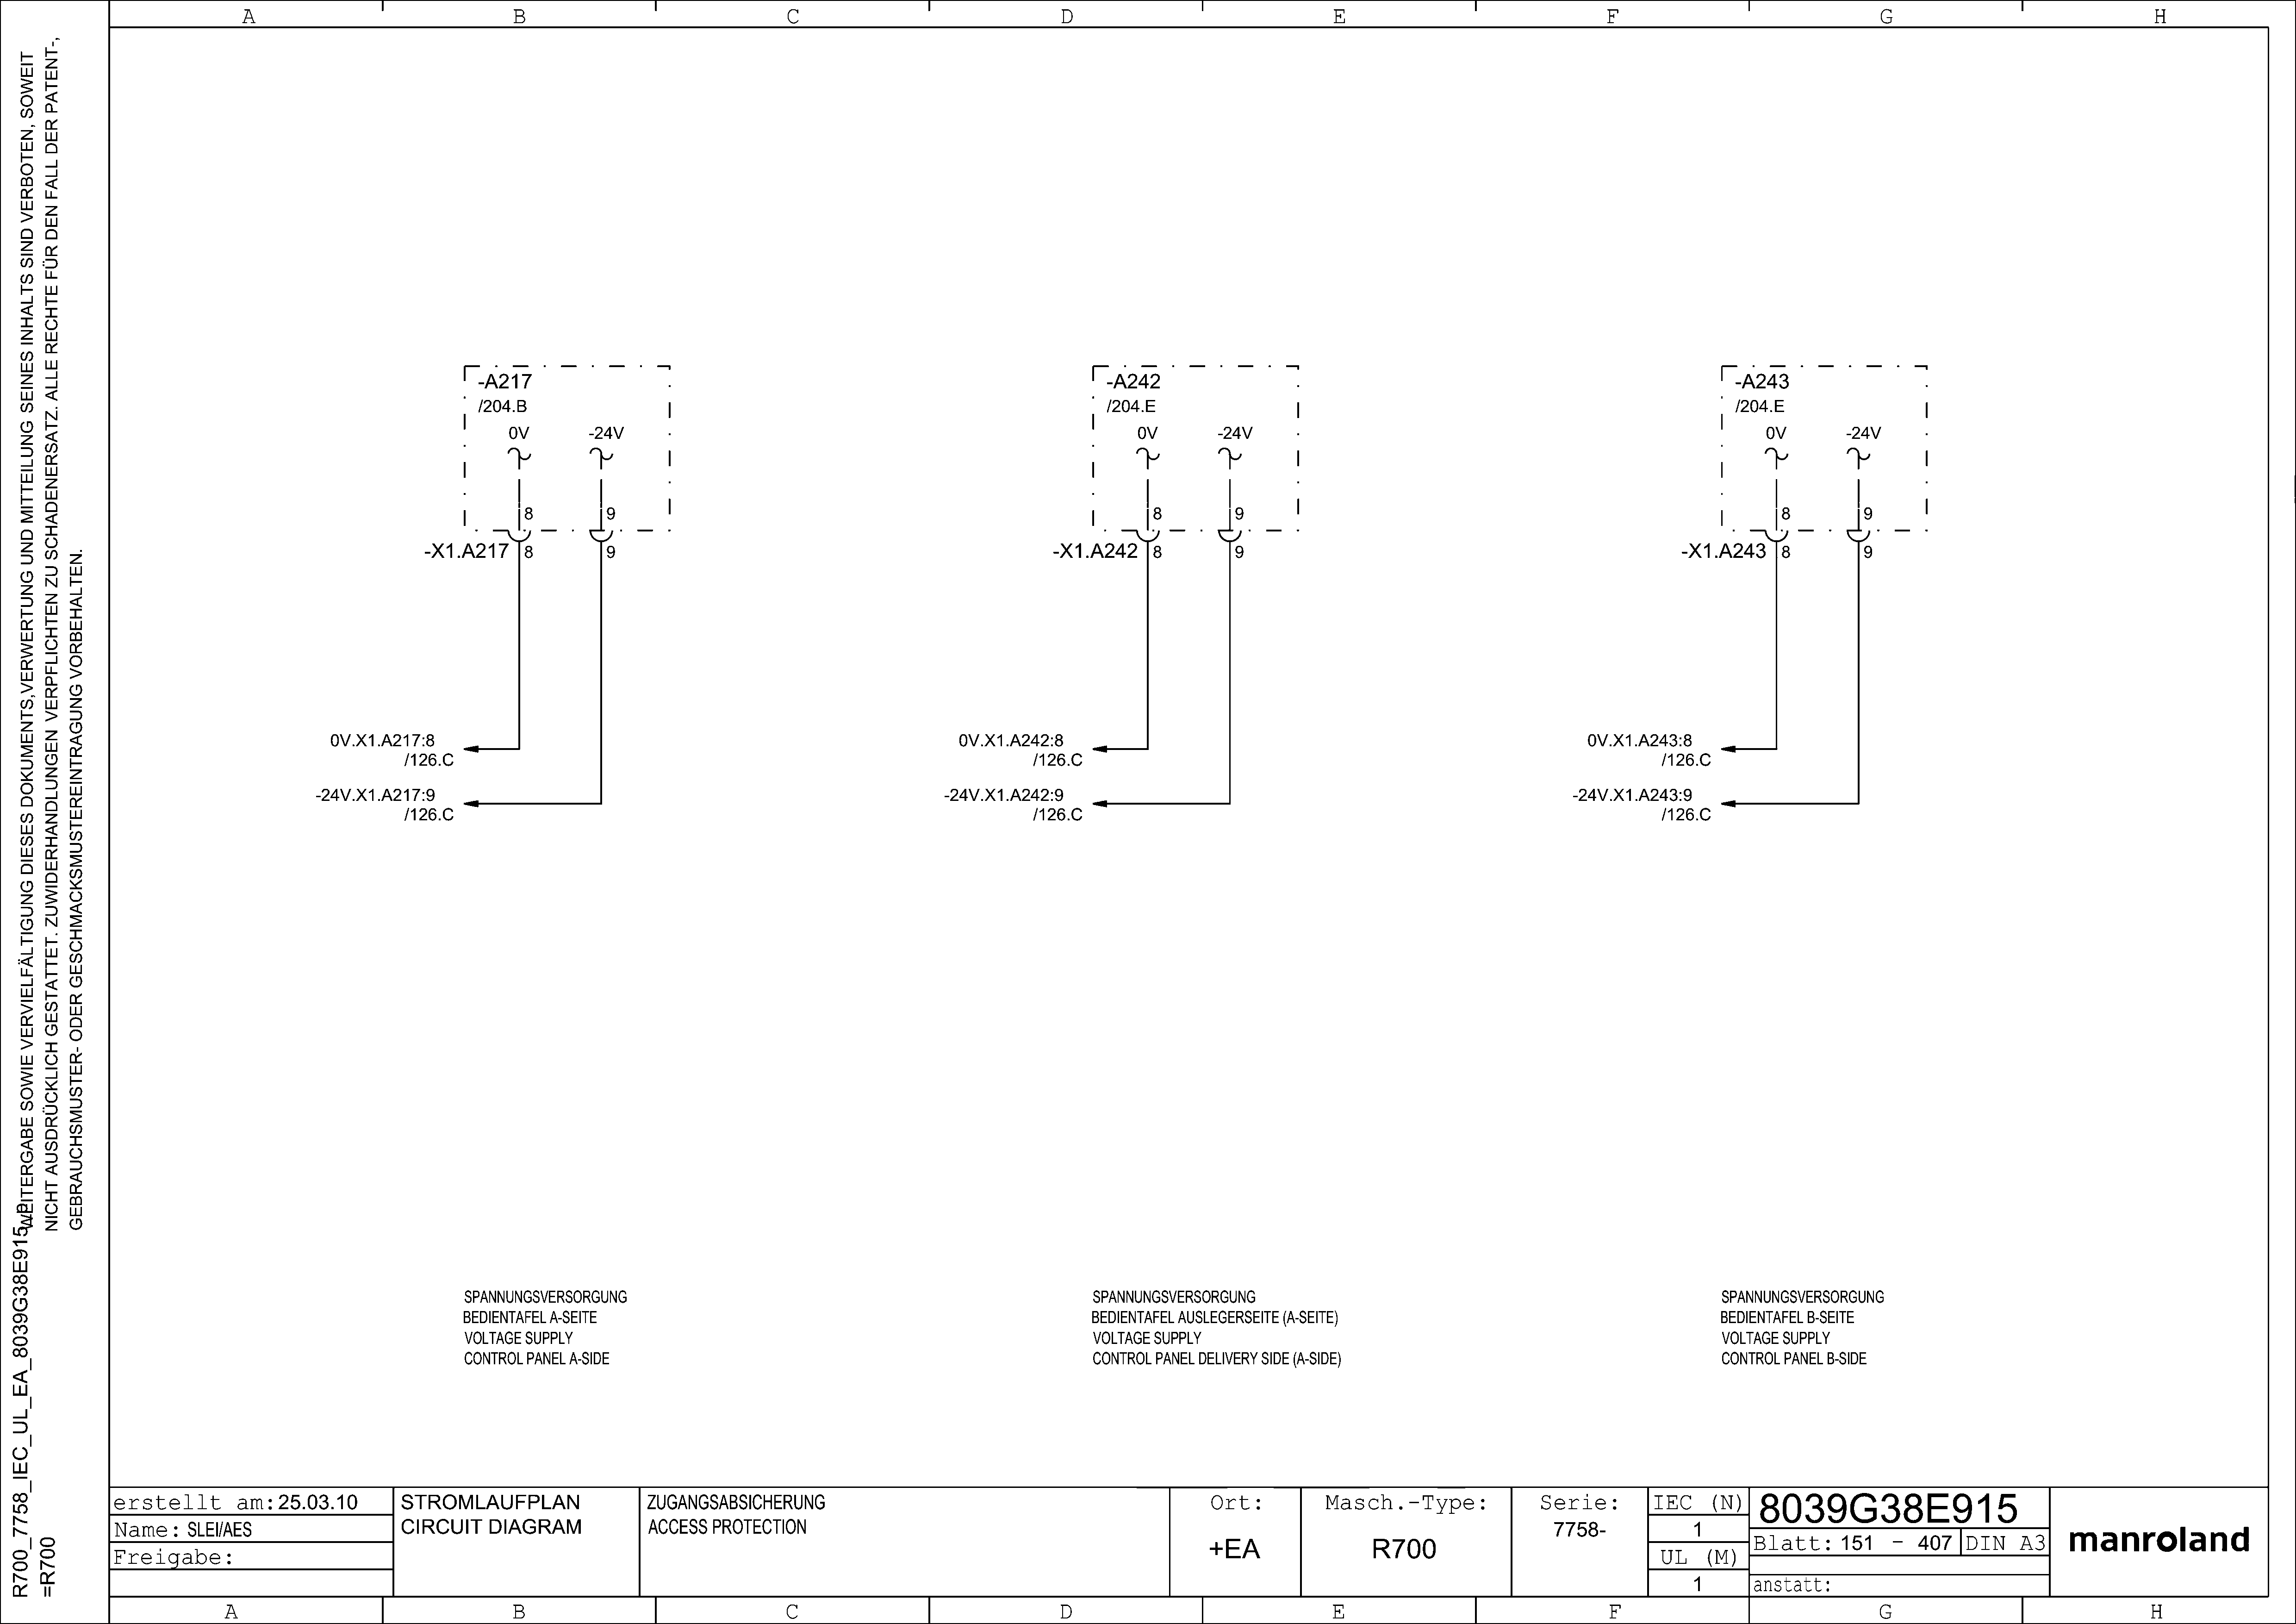 A B C D E F G H
WEITERGABE SOWIE VERVIELFÄLTIGUNG DIESES DOKUMENTS,VERWERTUNG UND MITTEILUNG SEINES INHALTS SIND VERBOTEN, SOWEIT
NICHT AUSDRÜCKLICH GESTATTET. ZUWIDERHANDLUNGEN VERPFLICHTEN ZU SCHADENERSATZ. ALLE RECHTE FÜR DEN FALL DER PATENT-,
GEBRAUCHSMUSTER- ODER GESCHMACKSMUSTEREINTRAGUNG VORBEHALTEN.
R700_7758_IEC_UL_EA_8039G38E915_
=R700
-A217
/204.B
0V -24V
8 9
-X1.A217 8 9
0V.X1.A217:8
/126.C
-24V.X1.A217:9
/126.C
SPANNUNGSVERSORGUNG
BEDIENTAFEL A-SEITE
VOLTAGE SUPPLY
CONTROL PANEL A-SIDE
-A242
/204.E
0V -24V
8 9
-X1.A242 8 9
0V.X1.A242:8
/126.C
-24V.X1.A242:9
/126.C
SPANNUNGSVERSORGUNG
BEDIENTAFEL AUSLEGERSEITE (A-SEITE)
VOLTAGE SUPPLY
CONTROL PANEL DELIVERY SIDE (A-SIDE)
-A243
/204.E
0V -24V
8 9
-X1.A243 8 9
0V.X1.A243:8
/126.C
-24V.X1.A243:9
/126.C
SPANNUNGSVERSORGUNG
BEDIENTAFEL B-SEITE
VOLTAGE SUPPLY
CONTROL PANEL B-SIDE
erstellt am: 25.03.10
Name: SLEI/AES
Freigabe:
STROMLAUFPLAN
CIRCUIT DIAGRAM
ZUGANGSABSICHERUNG
ACCESS PROTECTION
Ort:
+EA
Masch.-Type:
R700
Serie:
7758-
IEC (N)
1
UL (M)
1
8039G38E915
Blatt: 151 - 407 DIN A3
anstatt:
manroland
A B C D E F G H